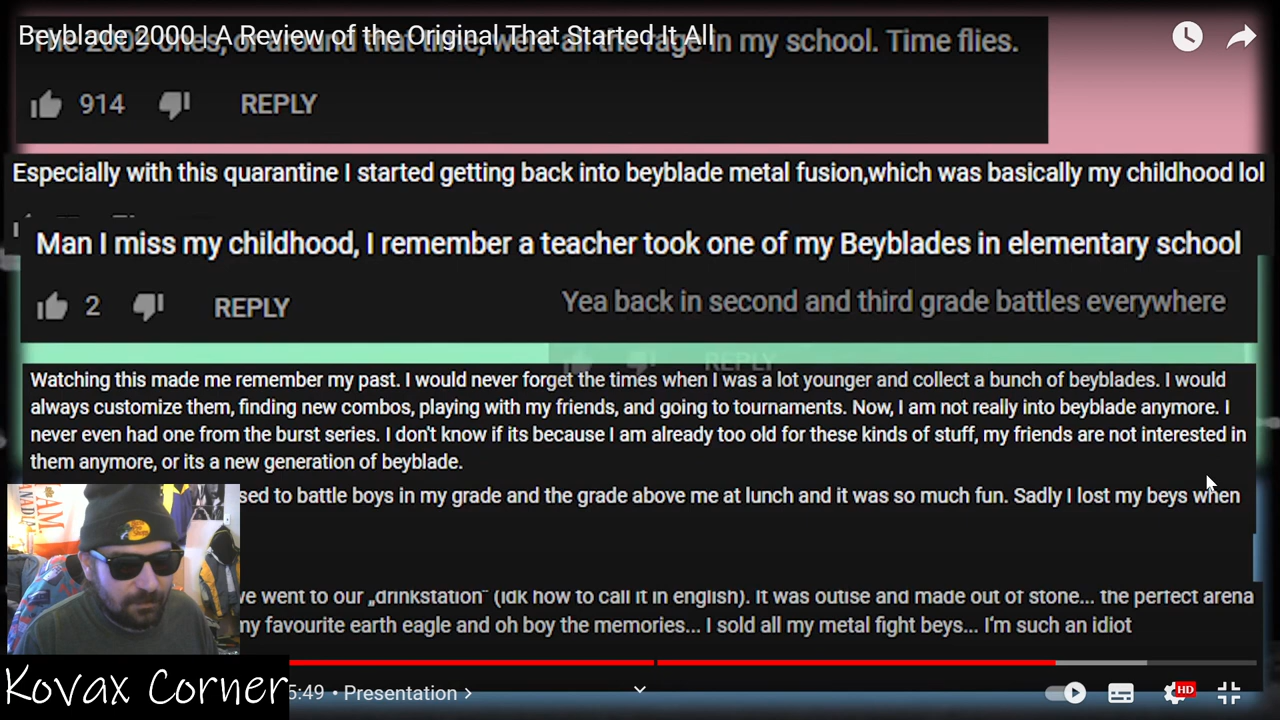 Beyblade 2000 | A Review of the Original That Started It All
The 2009 ones, or around that time, were all the rage in my school. Time flies.
914 REPLY
Especially with this quarantine I started getting back into beyblade metal fusion,which was basically my childhood lol
Man I miss my childhood, I remember a teacher took one of my Beyblades in elementary school
2 REPLY
Yea back in second and third grade battles everywhere
REPLY
Watching this made me remember my past. I would never forget the times when I was a lot younger and collect a bunch of beyblades. I would
always customize them, finding new combos, playing with my friends, and going to tournaments. Now, I am not really into beyblade anymore. I
never even had one from the burst series. I don't know if its because I am already too old for these kinds of stuff, my friends are not interested in
them anymore, or its a new generation of beyblade.
sed to battle boys in my grade and the grade above me at lunch and it was so much fun. Sadly I lost my beys when
we went to our „drinkstation" (idk how to call it in english). It was outise and made out of stone... the perfect arena
my favourite earth eagle and oh boy the memories... I sold all my metal fight beys... I'm such an idiot
Kovax Corner
5:49 • Presentation >
HD